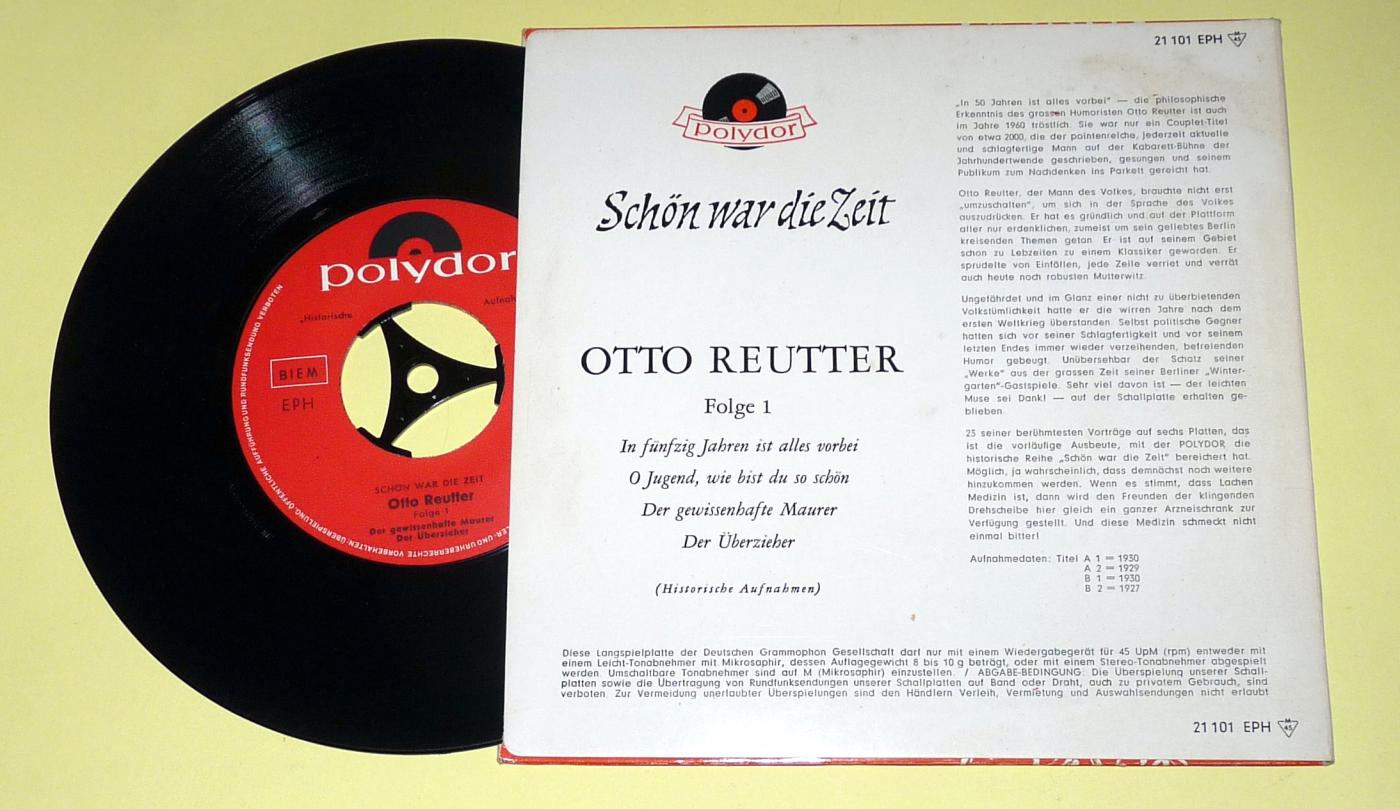 polydor
„Historische
Aufnah
BIEM
EPH
SCHÖN WAR DIE ZEIT
Otto Reutter
Folge 1
Der gewissenhafte Maurer
Der Überzieher
LER- UND URHEBERRECHTE VORBEHALTEN · ÜBERSPIELUNG, ÖFFENTLICHE AUFFÜHRUNG UND RUNDFUNKSENDUNG VERBOTEN
21 101 EPH M 45
polydor
Schön war die Zeit
OTTO REUTTER
Folge 1
In fünfzig Jahren ist alles vorbei
O Jugend, wie bist du so schön
Der gewissenhafte Maurer
Der Überzieher
(Historische Aufnahmen)
„In 50 Jahren ist alles vorbei“ — die philosophische
Erkenntnis des grossen Humoristen Otto Reutter ist auch
im Jahre 1960 tröstlich. Sie war nur ein Couplet-Titel
von etwa 2000, die der pointenreiche, jederzeit aktuelle
und schlagfertige Mann auf der Kabarett-Bühne der
Jahrhundertwende geschrieben, gesungen und seinem
Publikum zum Nachdenken ins Parkett gereicht hat.
Otto Reutter, der Mann des Volkes, brauchte nicht erst
„umzuschalten“, um sich in der Sprache des Volkes
auszudrücken. Er hat es gründlich und auf der Plattform
aller nur erdenklichen, zumeist um sein geliebtes Berlin
kreisenden Themen getan. Er ist auf seinem Gebiet
schon zu Lebzeiten zu einem Klassiker geworden. Er
sprudelte von Einfällen, jede Zeile verriet und verrät
auch heute noch robusten Mutterwitz.
Ungefährdet und im Glanz einer nicht zu überbietenden
Volkstümlichkeit hatte er die wirren Jahre nach dem
ersten Weltkrieg überstanden. Selbst politische Gegner
hatten sich vor seiner Schlagfertigkeit und vor seinem
letzten Endes immer wieder verzeihenden, befreienden
Humor gebeugt. Unübersehbar der Schatz seiner
„Werke“ aus der grossen Zeit seiner Berliner „Winter-
garten“-Gastspiele. Sehr viel davon ist — der leichten
Muse sei Dank! — auf der Schallplatte erhalten ge-
blieben.
23 seiner berühmtesten Vorträge auf sechs Platten, das
ist die vorläufige Ausbeute, mit der POLYDOR die
historische Reihe „Schön war die Zeit“ bereichert hat.
Möglich, ja wahrscheinlich, dass demnächst noch weitere
hinzukommen werden. Wenn es stimmt, dass Lachen
Medizin ist, dann wird den Freunden der klingenden
Drehscheibe hier gleich ein ganzer Arzneischrank zur
Verfügung gestellt. Und diese Medizin schmeckt nicht
einmal bitter!
Aufnahmedaten: Titel A 1 = 1930
A 2 = 1929
B 1 = 1930
B 2 = 1927
Diese Langspielplatte der Deutschen Grammophon Gesellschaft darf nur mit einem Wiedergabegerät für 45 UpM (rpm) entweder mit
einem Leicht-Tonabnehmer mit Mikrosaphir, dessen Auflagegewicht 8 bis 10 g beträgt, oder mit einem Stereo-Tonabnehmer abgespielt
werden. Umschaltbare Tonabnehmer sind auf M (Mikrosaphir) einzustellen. / ABGABE-BEDINGUNG: Die Überspielung unserer Schall-
platten sowie die Übertragung von Rundfunksendungen unserer Schallplatten auf Band oder Draht, auch zu privatem Gebrauch, sind
verboten. Zur Vermeidung unerlaubter Überspielungen sind den Händlern Verleih, Vermietung und Auswahlsendungen nicht erlaubt
21 101 EPH M 45